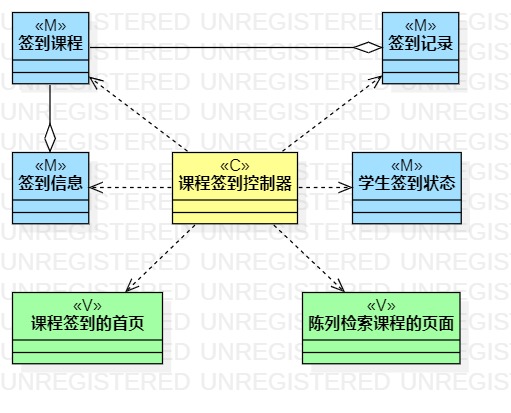 «M»
签到课程
«M»
签到记录
«M»
签到信息
«C»
课程签到控制器
«M»
学生签到状态
«V»
课程签到的首页
«V»
陈列检索课程的页面
UNREGISTERED UNREGISTERED UNREGISTERED